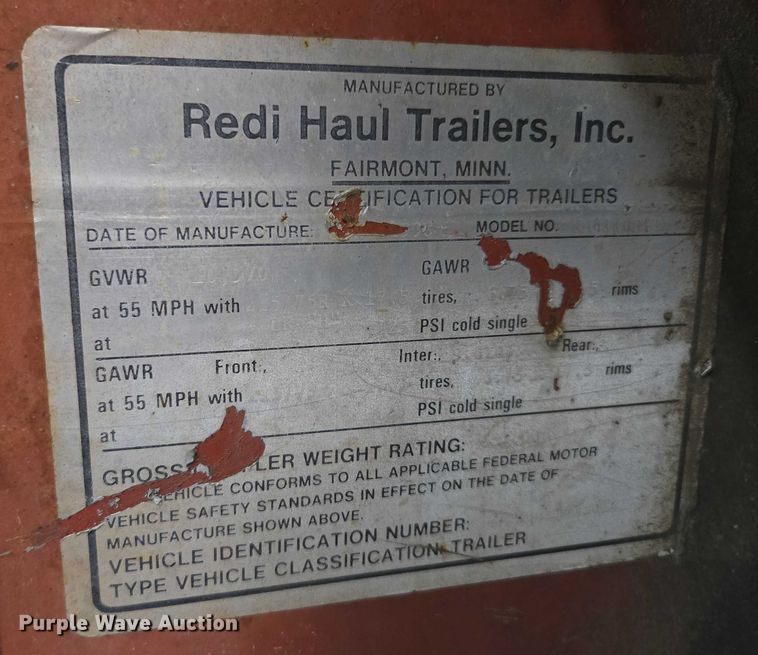 MANUFACTURED BY
Redi Haul Trailers, Inc.
FAIRMONT, MINN.
VEHICLE CERTIFICATION FOR TRAILERS
DATE OF MANUFACTURE: MODEL NO.
GVWR GAWR
at 55 MPH with tires, rims
at PSI cold single
GAWR Front:, Inter:, Rear:,
at 55 MPH with tires, rims
at PSI cold single
GROSS TRAILER WEIGHT RATING:
VEHICLE CONFORMS TO ALL APPLICABLE FEDERAL MOTOR
VEHICLE SAFETY STANDARDS IN EFFECT ON THE DATE OF
MANUFACTURE SHOWN ABOVE.
VEHICLE IDENTIFICATION NUMBER:
TYPE VEHICLE CLASSIFICATION: TRAILER
Purple Wave Auction